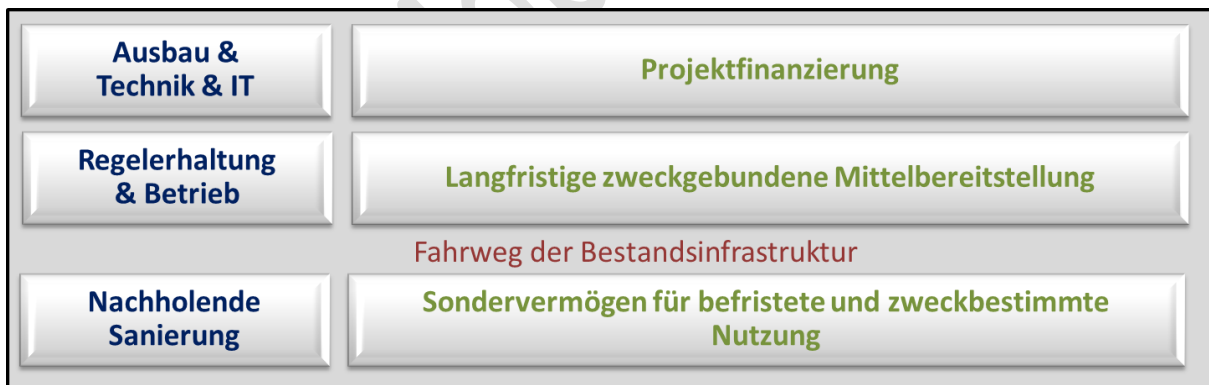 Ausbau &
Technik & IT
Projektfinanzierung
Regelerhaltung
& Betrieb
Langfristige zweckgebundene Mittelbereitstellung
Fahrweg der Bestandsinfrastruktur
Nachholende
Sanierung
Sondervermögen für befristete und zweckbestimmte
Nutzung